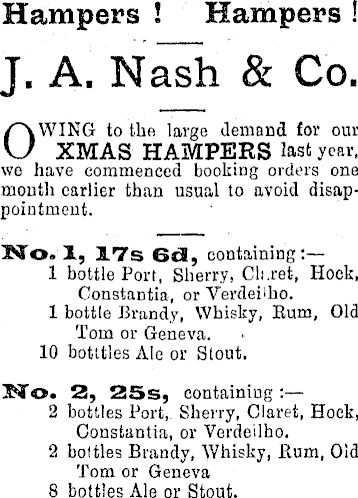 Hampers ! Hampers !
J. A. Nash & Co.
OWING to the large demand for our
XMAS HAMPERS last year,
we have commenced booking orders one
month earlier than usual to avoid disap-
pointment.
No. 1, 17s 6d, containing :—
1 bottle Port, Sherry, Claret, Hock,
Constantia, or Verdeilho.
1 bottle Brandy, Whisky, Rum, Old
Tom or Geneva.
10 botttles Ale or Stout.
No. 2, 25s, containing :—
2 bottles Port, Sherry, Claret, Hock,
Constantia, or Verdeilho.
2 bottles Brandy, Whisky, Rum, Old
Tom or Geneva
8 bottles Ale or Stout.